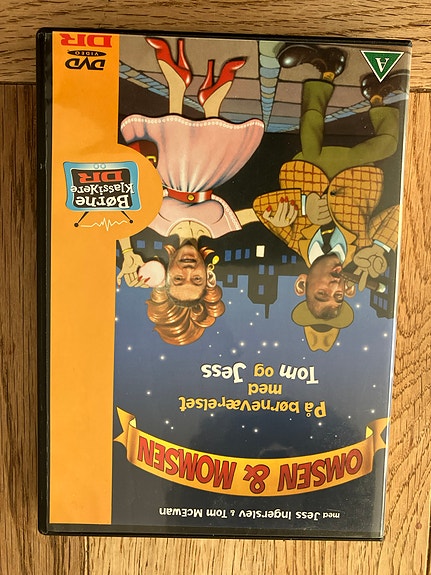 med Jess Ingerslev & Tom McEwan
OMSEN & MOMSEN
På børneværelset
med
Tom og Jess
Børne
Klassikere
DR
DVD
VIDEO
DR
A